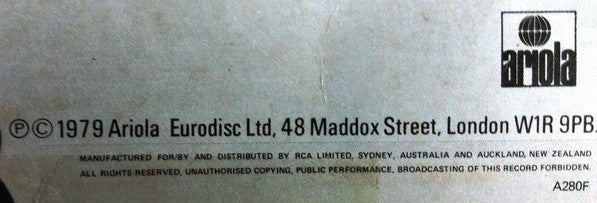 ariola
℗© 1979 Ariola Eurodisc Ltd, 48 Maddox Street, London W1R 9PB.
MANUFACTURED FOR/BY AND DISTRIBUTED BY RCA LIMITED, SYDNEY, AUSTRALIA AND AUCKLAND, NEW ZEALAND
ALL RIGHTS RESERVED. UNAUTHORISED COPYING, PUBLIC PERFORMANCE, BROADCASTING OF THIS RECORD FORBIDDEN.
A280F